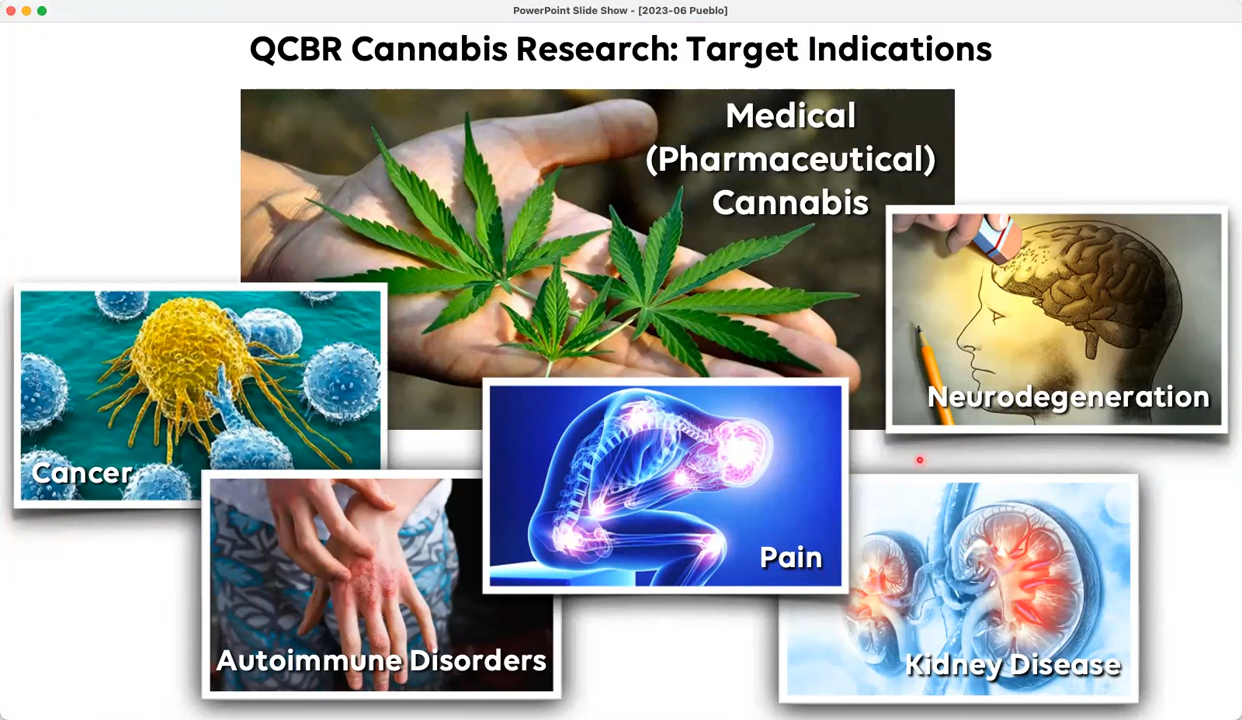 PowerPoint Slide Show - [2023-06 Pueblo]
QCBR Cannabis Research: Target Indications
Medical
(Pharmaceutical)
Cannabis
Neurodegeneration
Cancer
Pain
Autoimmune Disorders
Kidney Disease